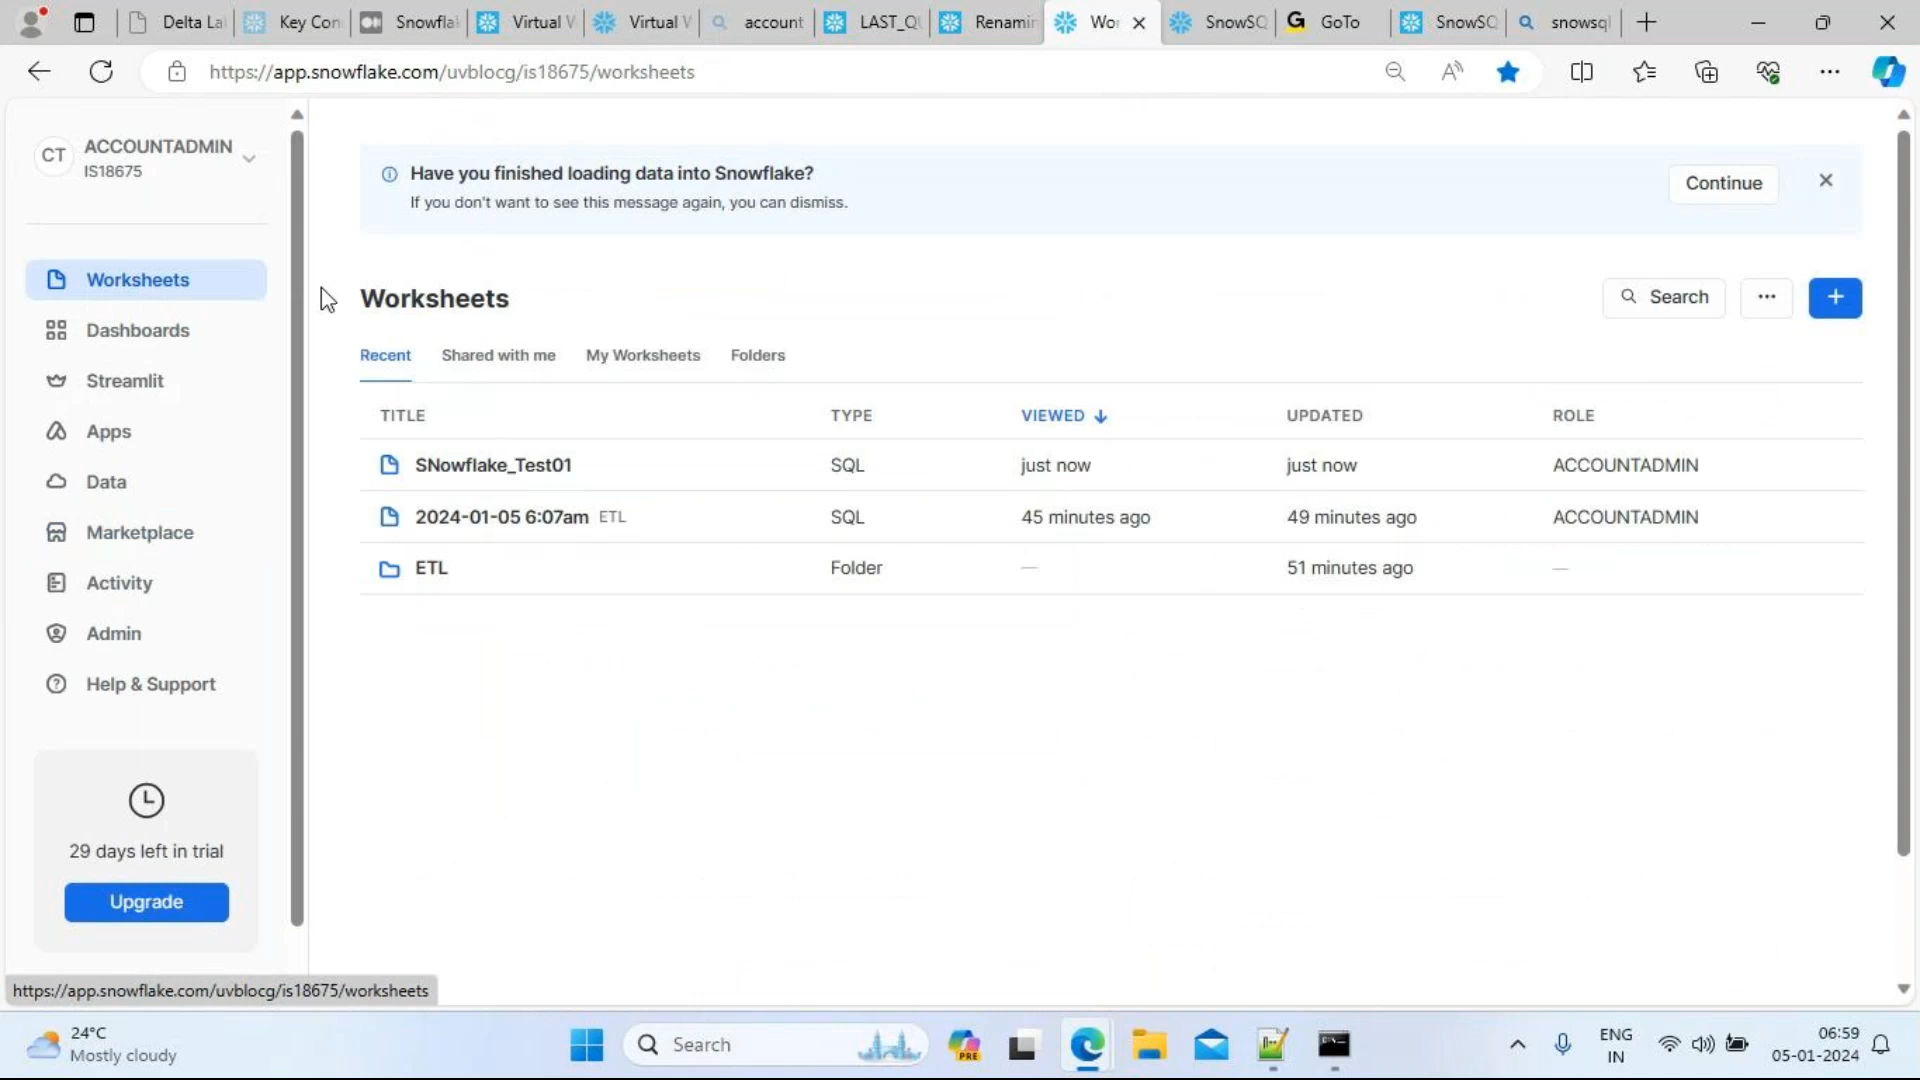 Delta La
Key Con
Snowfla
Virtual V
Virtual V
account
LAST_QU
Renamin
Wor
SnowSQ
GoTo
SnowSQ
snowsql
https://app.snowflake.com/uvblocg/is18675/worksheets
CT
ACCOUNTADMIN
IS18675
Worksheets
Dashboards
Streamlit
Apps
Data
Marketplace
Activity
Admin
Help & Support
29 days left in trial
Upgrade
https://app.snowflake.com/uvblocg/is18675/worksheets
Have you finished loading data into Snowflake?
If you don't want to see this message again, you can dismiss.
Continue
Worksheets
Search
Recent Shared with me My Worksheets Folders
TITLE TYPE VIEWED UPDATED ROLE
SNowflake_Test01 SQL just now just now ACCOUNTADMIN
2024-01-05 6:07am ETL SQL 45 minutes ago 49 minutes ago ACCOUNTADMIN
ETL Folder — 51 minutes ago —
24°C
Mostly cloudy
Search
PRE
ENG
IN
06:59
05-01-2024